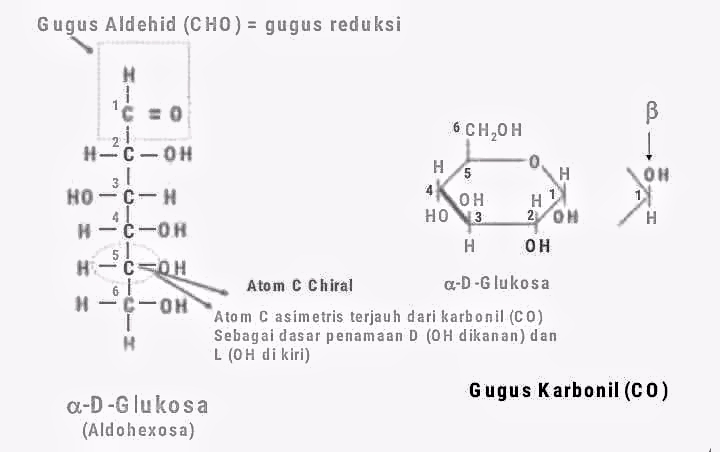 Gugus Aldehid (CHO) = gugus reduksi
H
1 C = O
2 H – C – OH
3 HO – C – H
4 H – C – OH
5 H – C – OH
6 H – C – OH
H
Atom C Chiral
Atom C asimetris terjauh dari karbonil (CO)
Sebagai dasar penamaan D (OH dikanan) dan
L (OH di kiri)
α-D-Glukosa
(Aldohexosa)
6 CH₂OH
5 O
H H
4 OH H 1
HO 3 2 OH
H OH
α-D-Glukosa
β
OH
1
H
Gugus Karbonil (CO)